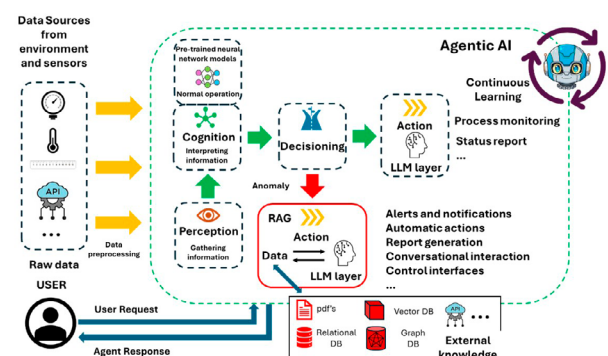 Data Sources
from
environment
and sensors
API
...
Raw data
Data
preprocessing
Agentic AI
Pre-trained neural
network models
Normal operation
Cognition
Interpreting
information
Perception
Gathering
information
Decisioning
Anomaly
Action
LLM layer
Continuous
Learning
Process monitoring
Status report
...
RAG
Action
Data
LLM layer
Alerts and notifications
Automatic actions
Report generation
Conversational interaction
Control interfaces
...
USER
User Request
Agent Response
pdf's
Vector DB
API
...
Relational
DB
Graph
DB
External
knowledge